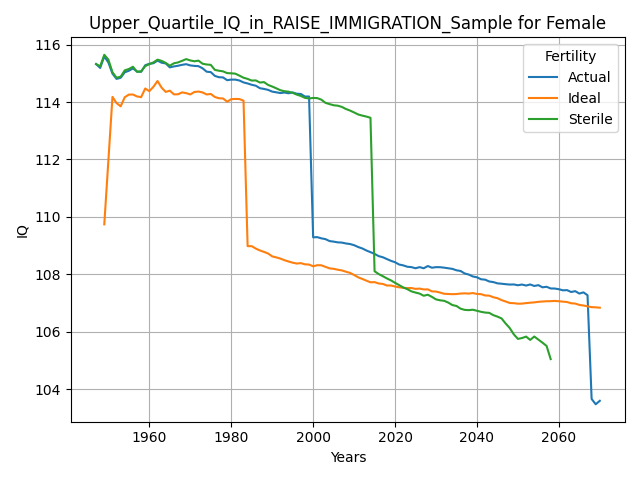 Upper_Quartile_IQ_in_RAISE_IMMIGRATION_Sample for Female
Fertility
Actual
Ideal
Sterile
IQ
116
114
112
110
108
106
104
1960
1980
2000
2020
2040
2060
Years